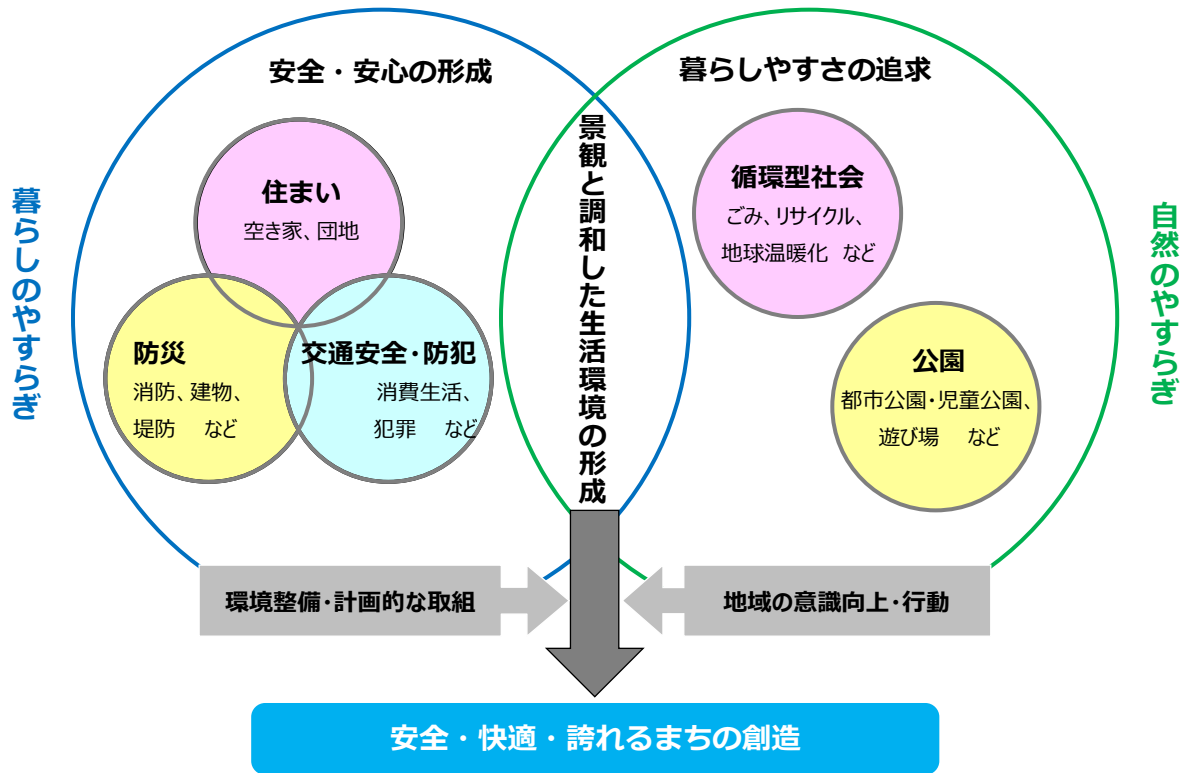 安全・安心の形成
暮らしやすさの追求
景観と調和した生活環境の形成
暮らしのやすらぎ
自然のやすらぎ
住まい
空き家、団地
防災
消防、建物、
堤防　など
交通安全・防犯
消費生活、
犯罪　など
循環型社会
ごみ、リサイクル、
地球温暖化　など
公園
都市公園・児童公園、
遊び場　など
環境整備・計画的な取組
地域の意識向上・行動
安全・快適・誇れるまちの創造